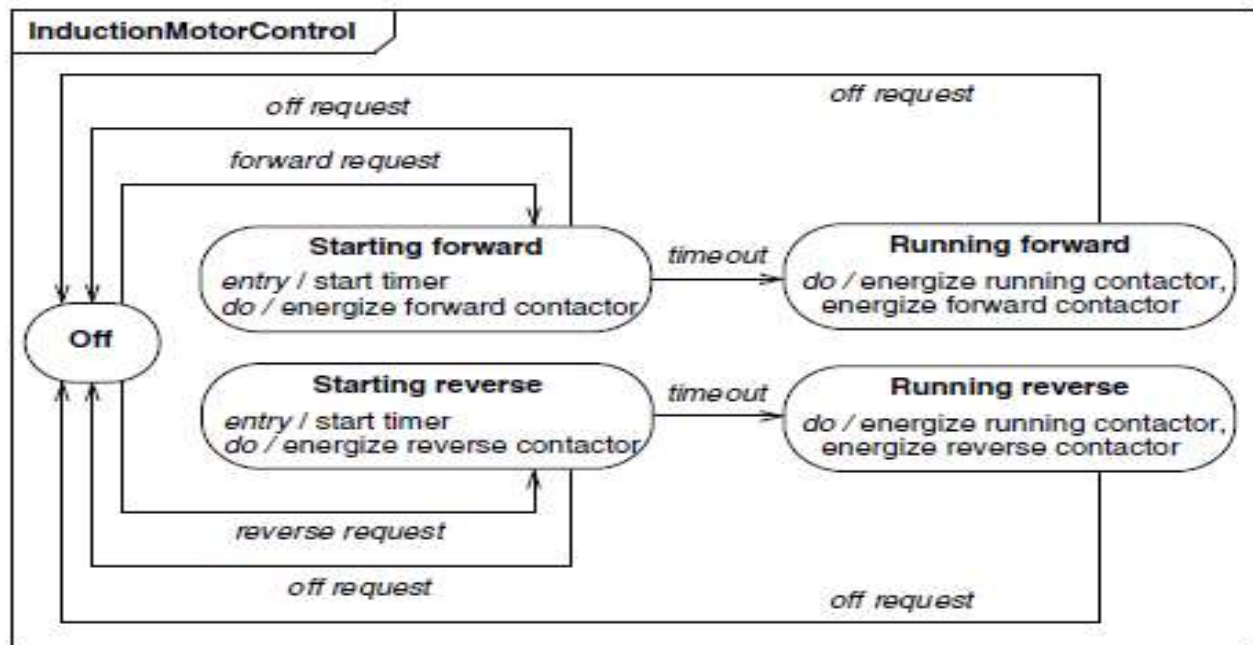 InductionMotorControl
off request
off request
forward request
Starting forward
entry / start timer
do / energize forward contactor
timeout
Running forward
do / energize running contactor,
energize forward contactor
Off
Starting reverse
entry / start timer
do / energize reverse contactor
timeout
Running reverse
do / energize running contactor,
energize reverse contactor
reverse request
off request
off request